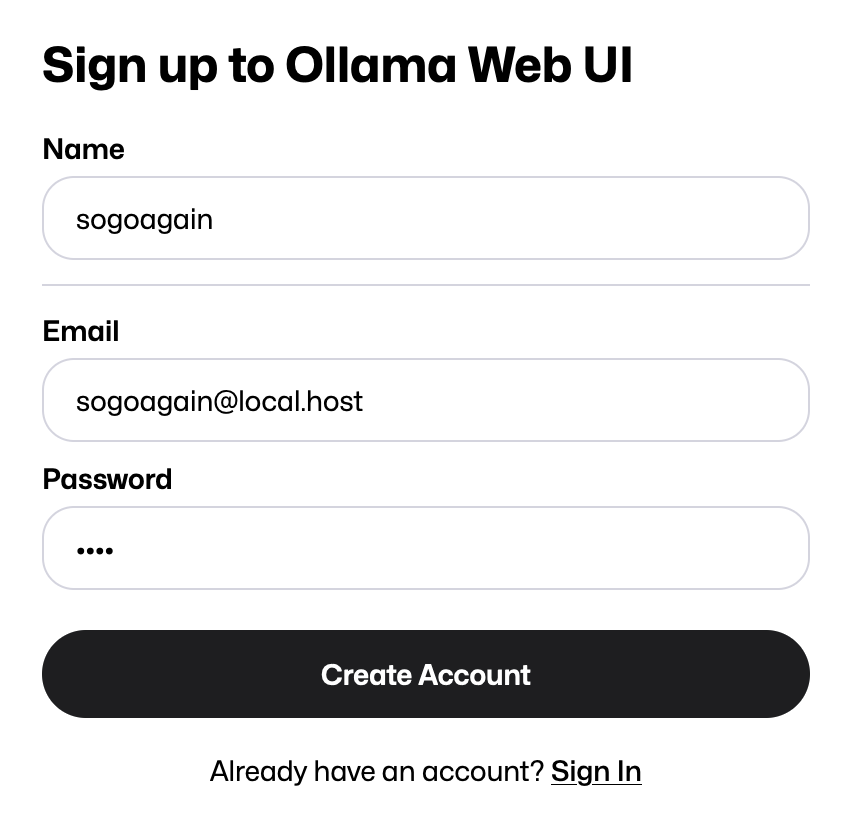 Sign up to Ollama Web UI
Name
sogoagain
Email
sogoagain@local.host
Password
••••
Create Account
Already have an account? Sign In